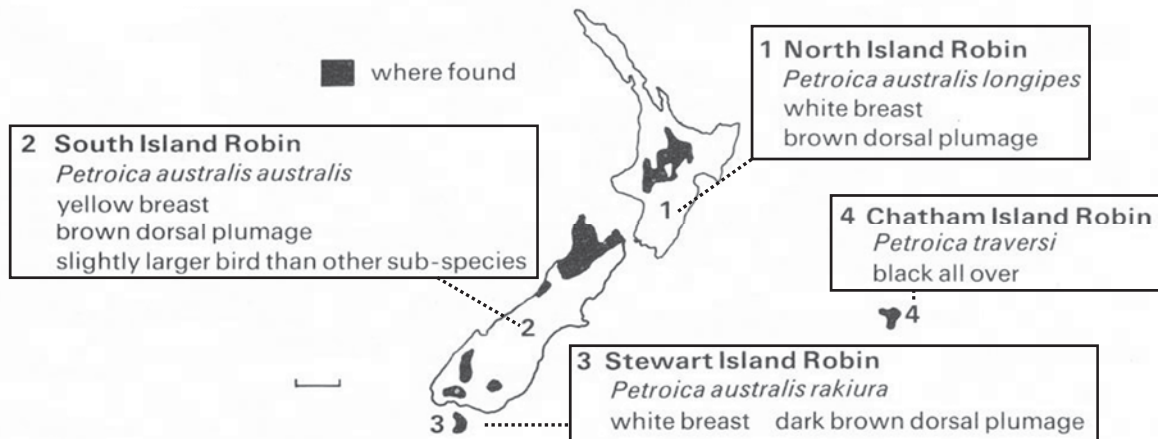 where found
1 North Island Robin
Petroica australis longipes
white breast
brown dorsal plumage
2 South Island Robin
Petroica australis australis
yellow breast
brown dorsal plumage
slightly larger bird than other sub-species
1
4 Chatham Island Robin
Petroica traversi
black all over
4
2
3 Stewart Island Robin
Petroica australis rakiura
white breast dark brown dorsal plumage
3